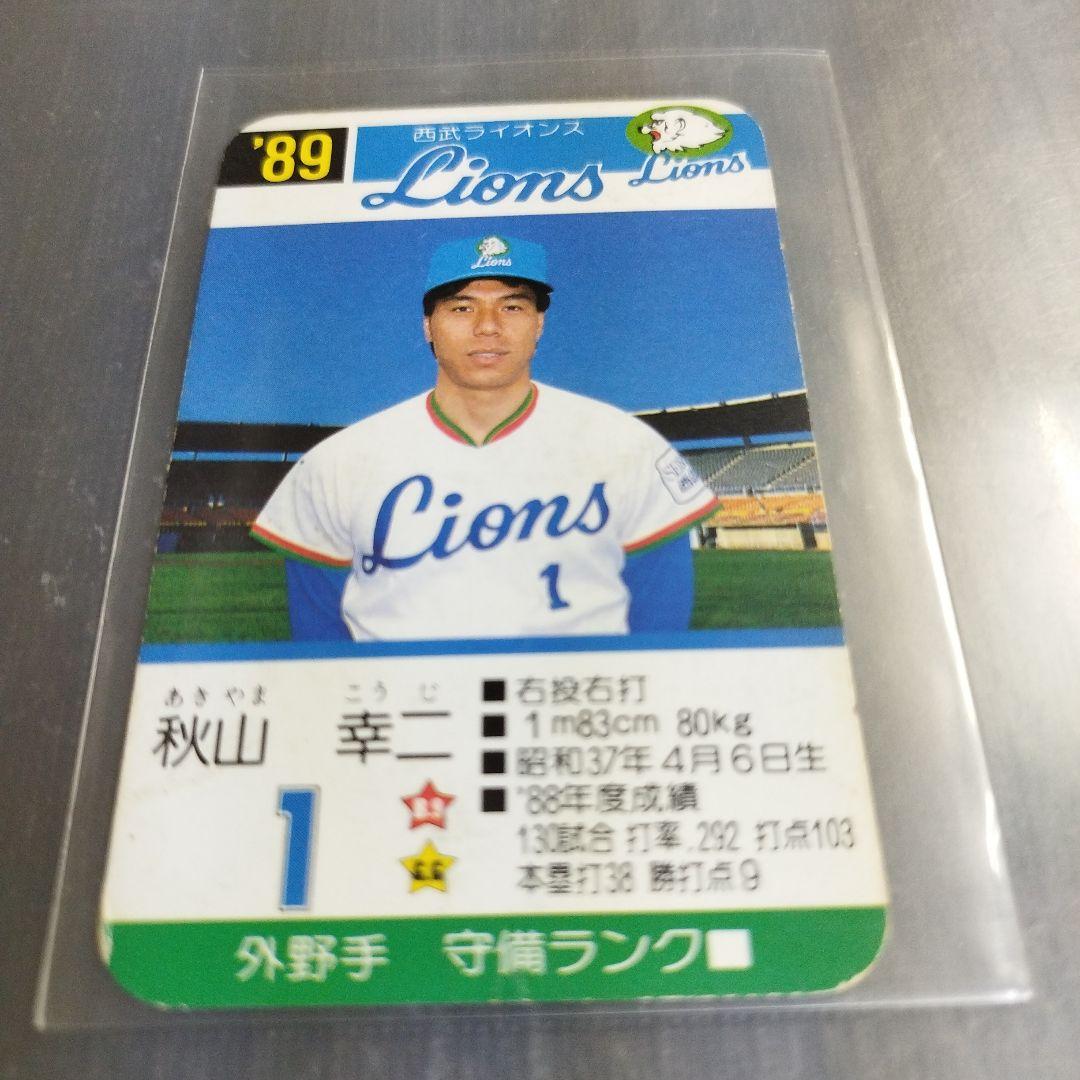 '89
西武ライオンズ
Lions
Lions
Lions
Lions
1
あき やま こう じ
秋山 幸二
1
B.9
G.G
■右投右打
■1m83cm 80kg
■昭和37年4月6日生
■'88年度成績
130試合 打率.292 打点103
本塁打38 勝打点9
外野手 守備ランク■